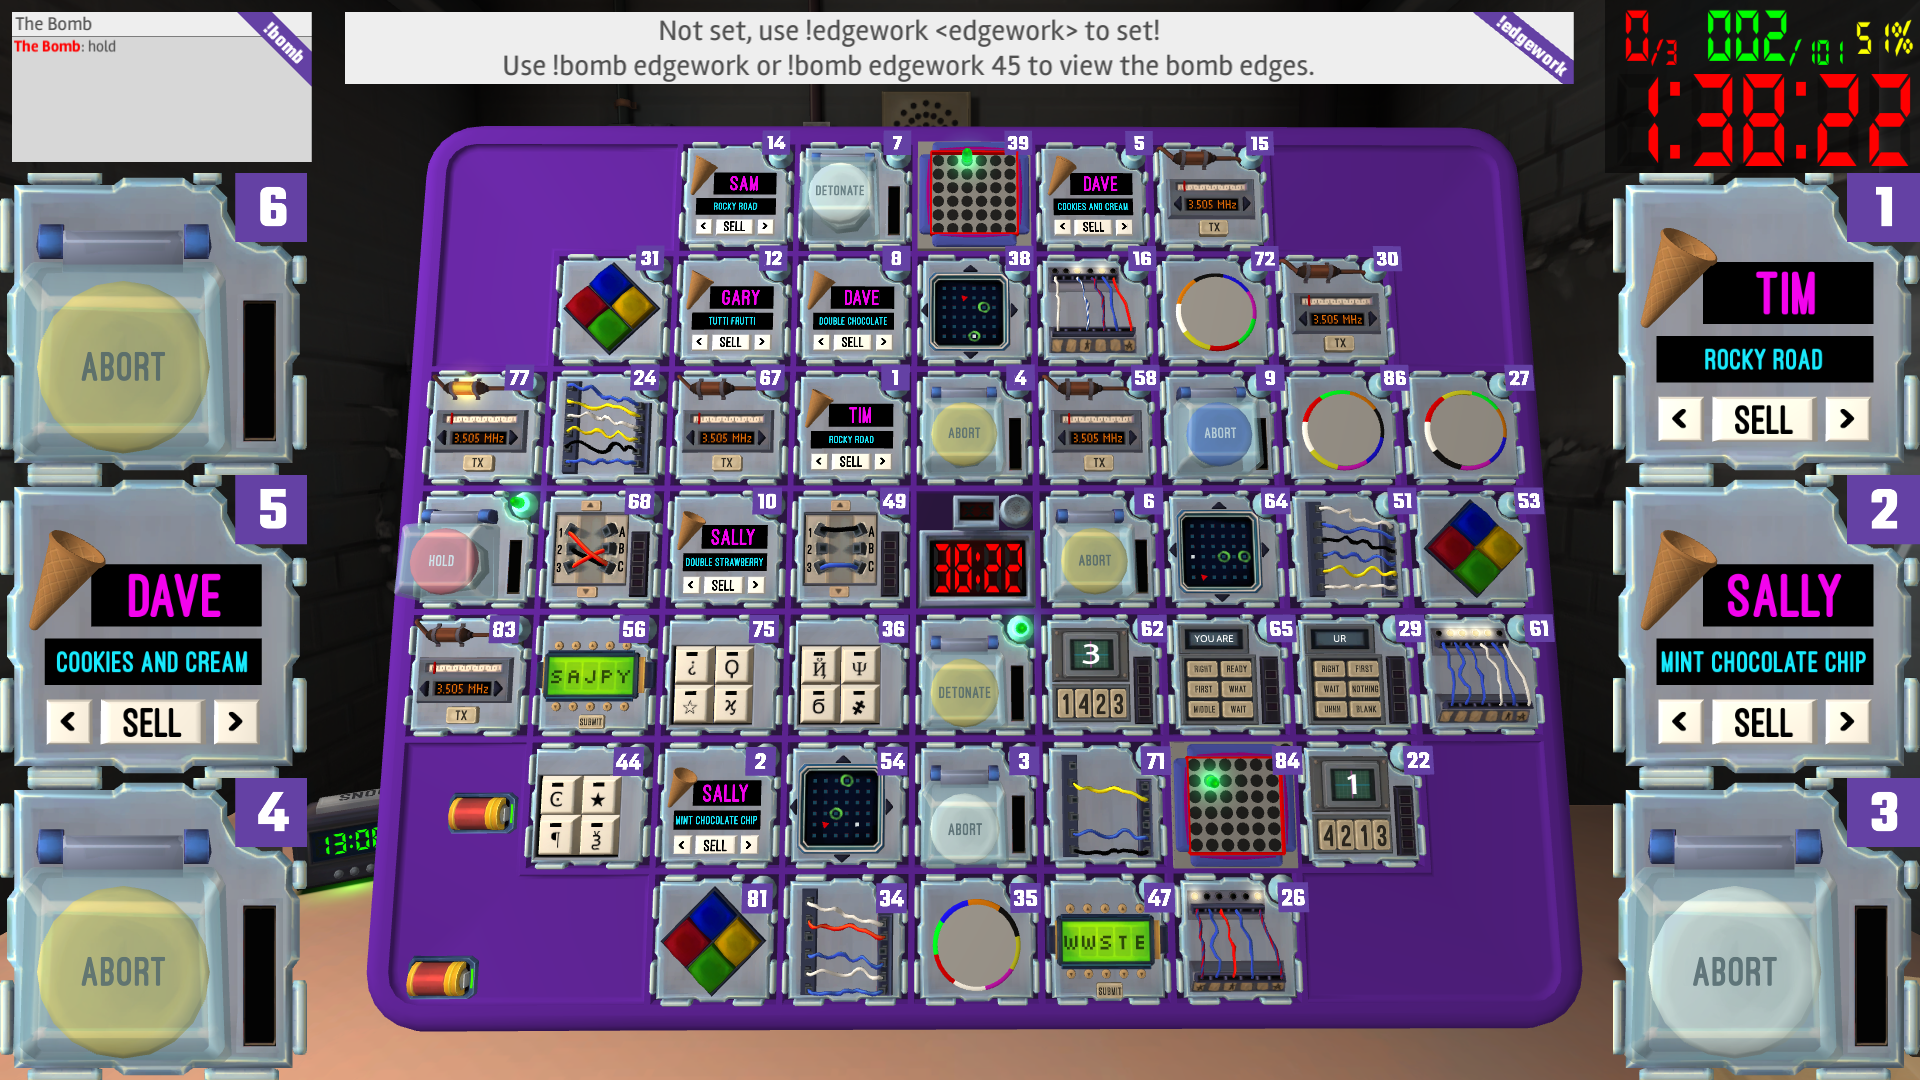 The Bomb
The Bomb: hold
!bomb
Not set, use !edgework <edgework> to set!
Use !bomb edgework or !bomb edgework 45 to view the bomb edges.
!edgework
0/3 002/101 51%
1:38:22
6
ABORT
5
DAVE
COOKIES AND CREAM
< SELL >
4
ABORT
1
TIM
ROCKY ROAD
< SELL >
2
SALLY
MINT CHOCOLATE CHIP
< SELL >
3
ABORT
14 7 39 5 15
SAM
ROCKY ROAD
< SELL >
DETONATE
DAVE
COOKIES AND CREAM
< SELL >
3.505 MHz
TX
31 12 8 38 16 72 30
GARY
TUTTI FRUTTI
< SELL >
DAVE
DOUBLE CHOCOLATE
< SELL >
3.505 MHz
TX
77 24 67 1 4 58 9 86 27
3.505 MHz
TX
3.505 MHz
TX
TIM
ROCKY ROAD
< SELL >
ABORT
3.505 MHz
TX
ABORT
68 10 49 6 64 51 53
HOLD
1 A
2 B
3 C
SALLY
DOUBLE STRAWBERRY
< SELL >
1 A
2 B
3 C
38:22
ABORT
83 56 75 36 62 65 29 61
3.505 MHz
TX
SAJPY
SUBMIT
¿ Ϙ
☆ ϗ
Ҋ Ψ
б ҂
DETONATE
3
1423
YOU ARE
RIGHT READY
FIRST WHAT
MIDDLE WAIT
UR
RIGHT FIRST
WAIT NOTHING
UHHH BLANK
44 2 54 3 71 84 22
Ͼ ★
¶ Ѯ
SALLY
MINT CHOCOLATE CHIP
< SELL >
ABORT
1
4213
SNOO
13:0
81 34 35 47 26
WWSTE
SUBMIT